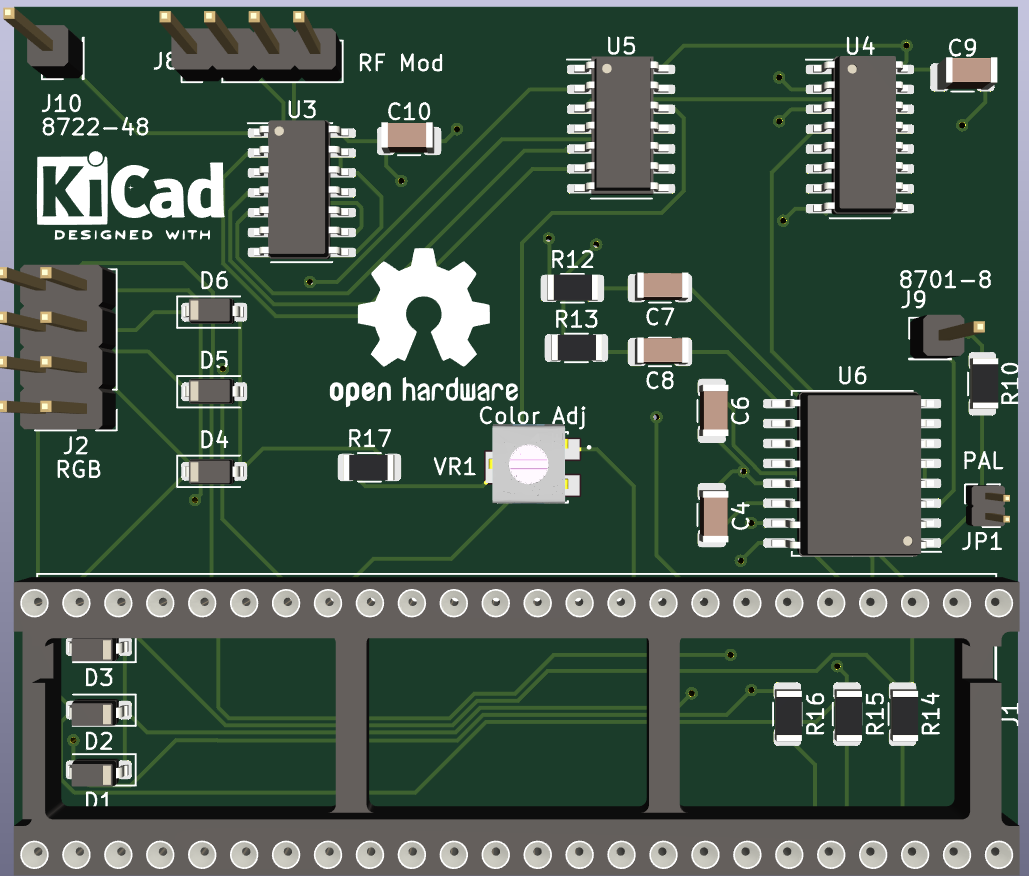 J8
RF Mod
U5
U4
C9
J10
8722-48
U3
C10
KiCad
DESIGNED WITH
R12
8701-8
J9
D6
C7
R13
D5
C8
U6
R10
open hardware
Color Adj
C6
J2
RGB
D4
R17
VR1
PAL
C4
JP1
D3
D2
D1
R16
R15
R14
J1